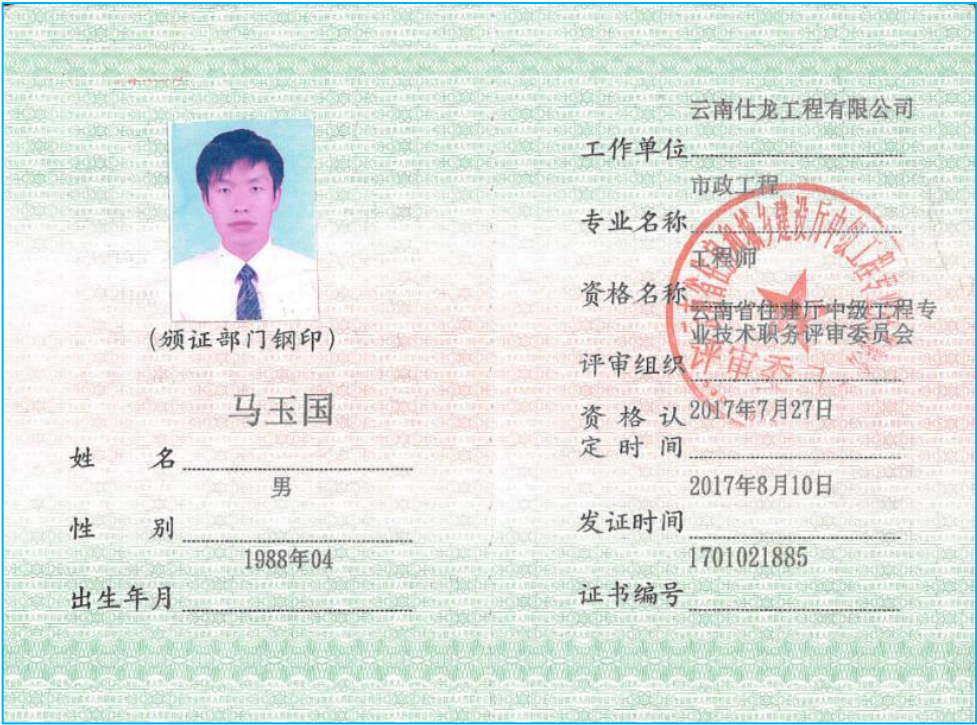 (颁证部门钢印)
马玉国
姓 名
男
性 别
1988年04
出生年月
云南仕龙工程有限公司
工作单位
市政工程
专业名称
工程师
资格名称
云南省住建厅中级工程专
业技术职务评审委员会
评审组织
资格认
2017年7月27日
定时间
2017年8月10日
发证时间
1701021885
证书编号
评审委